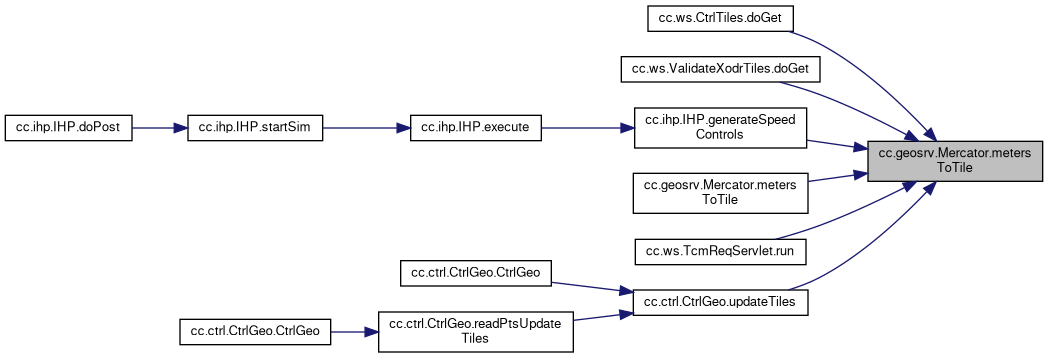 cc.ws.CtrlTiles.doGet
cc.ws.ValidateXodrTiles.doGet
cc.ihp.IHP.doPost
cc.ihp.IHP.startSim
cc.ihp.IHP.execute
cc.ihp.IHP.generateSpeed
Controls
cc.geosrv.Mercator.meters
ToTile
cc.geosrv.Mercator.meters
ToTile
cc.ws.TcmReqServlet.run
cc.ctrl.CtrlGeo.CtrlGeo
cc.ctrl.CtrlGeo.updateTiles
cc.ctrl.CtrlGeo.CtrlGeo
cc.ctrl.CtrlGeo.readPtsUpdate
Tiles